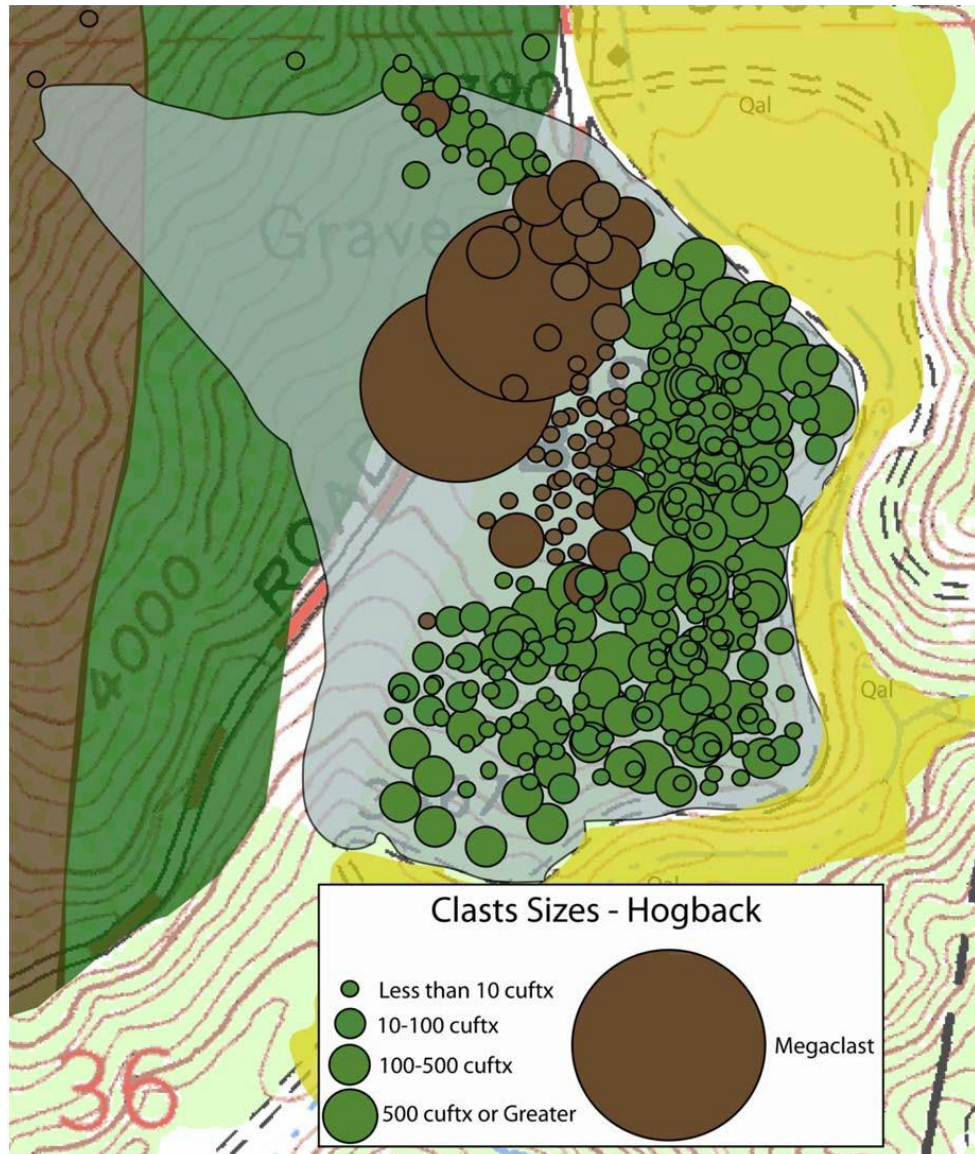 Qal
Grave
ROAD
4000
Qal
Clasts Sizes - Hogback
Less than 10 cuftx
10-100 cuftx
100-500 cuftx
500 cuftx or Greater
Megaclast
36